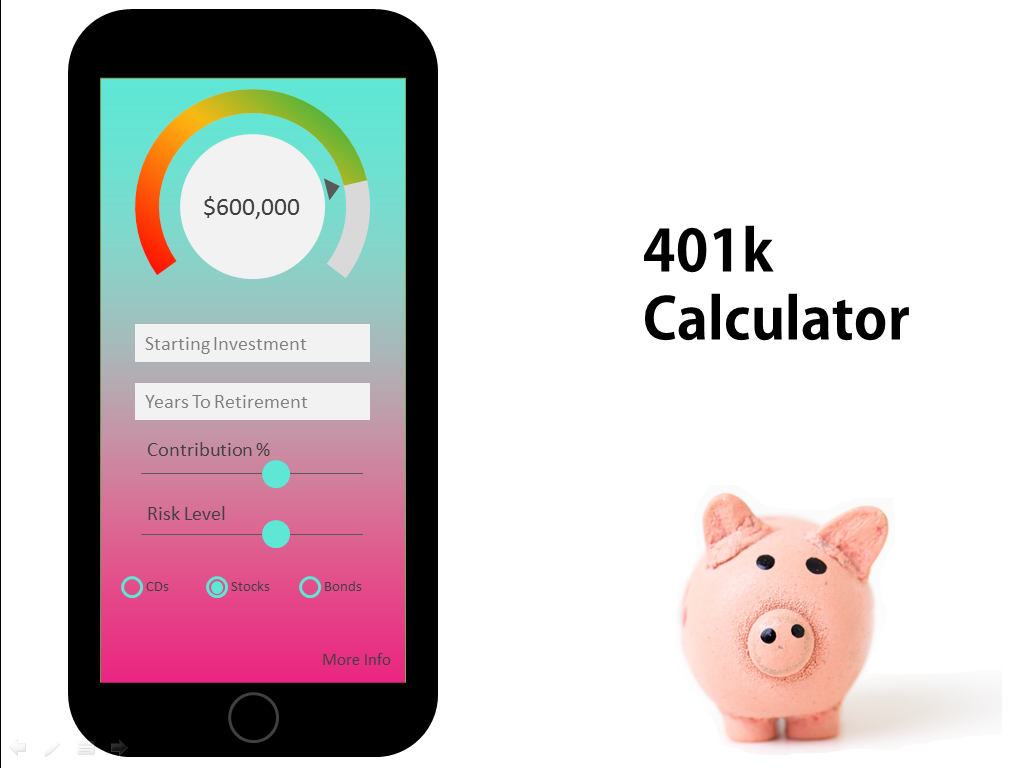 $600,000
Starting Investment
Years To Retirement
Contribution %
Risk Level
CDs Stocks Bonds
More Info
401k
Calculator